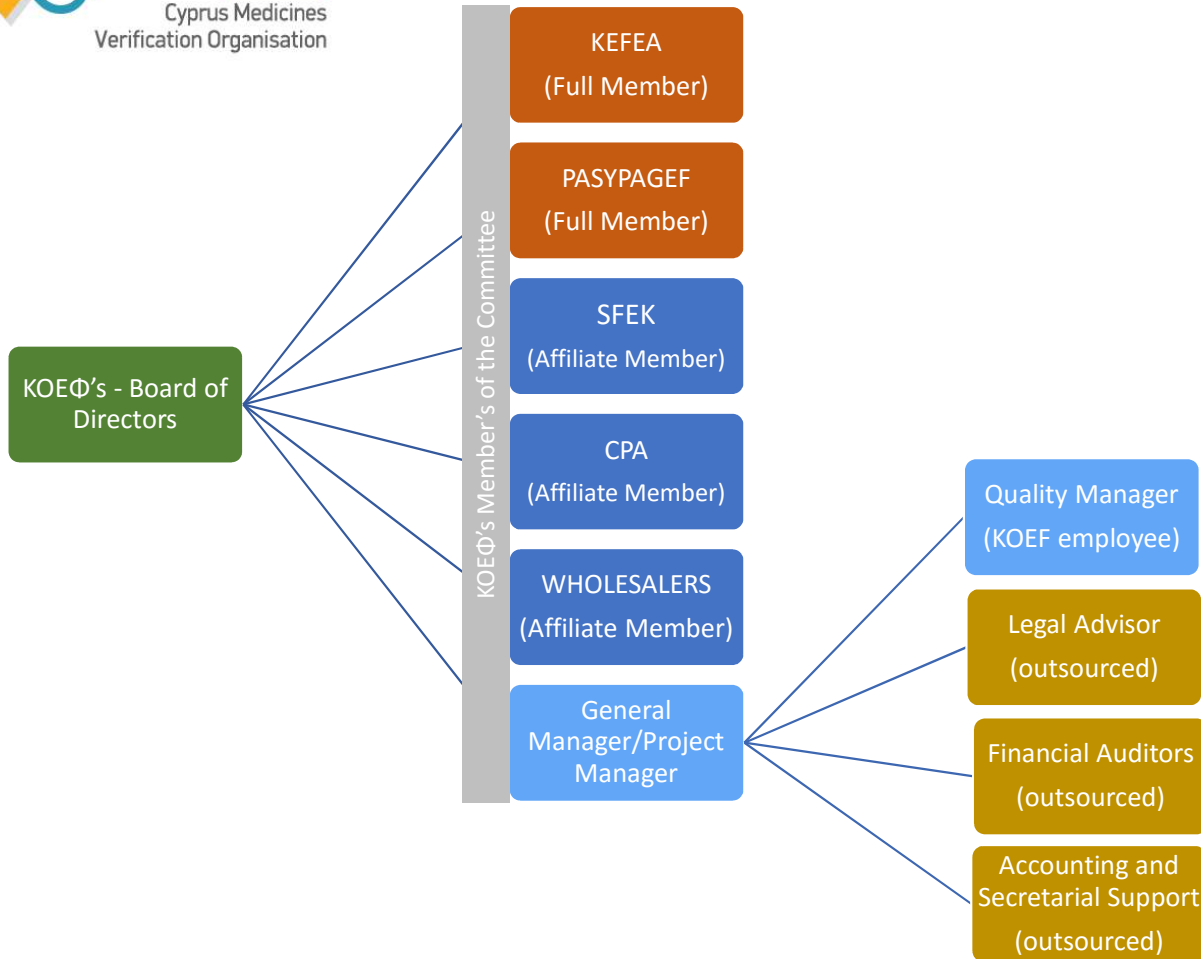 Cyprus Medicines
Verification Organisation
KEFEA
(Full Member)
PASYPAGEF
(Full Member)
SFEK
(Affiliate Member)
CPA
(Affiliate Member)
WHOLESALERS
(Affiliate Member)
General
Manager/Project
Manager
ΚΟΕΦ's Member's of the Committee
ΚΟΕΦ's - Board of
Directors
Quality Manager
(KOEF employee)
Legal Advisor
(outsourced)
Financial Auditors
(outsourced)
Accounting and
Secretarial Support
(outsourced)